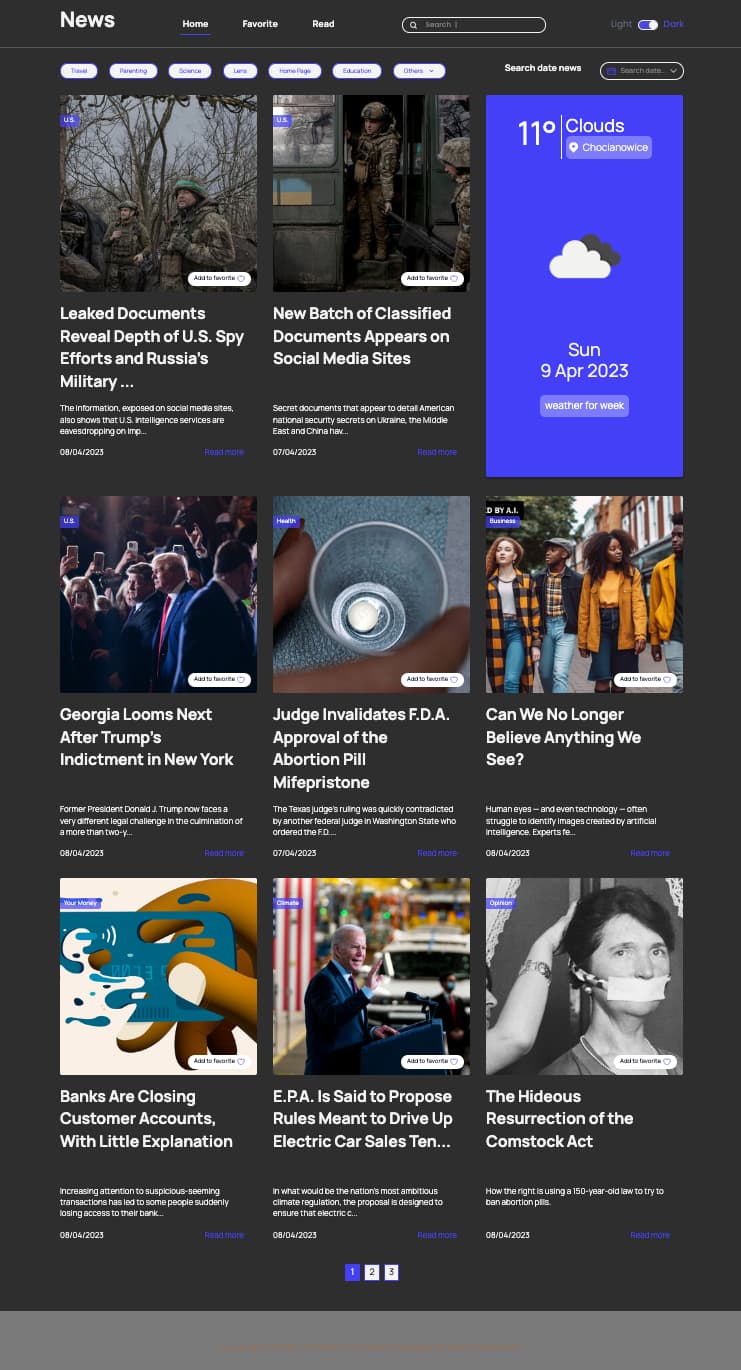 News
Home
Favorite
Read
Search |
Light
Dark
Travel
Parenting
Science
Lens
Home Page
Education
Others
Search date news
Search date...
U.S.
Add to favorite
Leaked Documents
Reveal Depth of U.S. Spy
Efforts and Russia's
Military ...
The information, exposed on social media sites,
also shows that U.S. intelligence services are
eavesdropping on imp...
08/04/2023
Read more
U.S.
Add to favorite
New Batch of Classified
Documents Appears on
Social Media Sites
Secret documents that appear to detail American
national security secrets on Ukraine, the Middle
East and China hav...
07/04/2023
Read more
11°
Clouds
Chocianowice
Sun
9 Apr 2023
weather for week
U.S.
Add to favorite
Georgia Looms Next
After Trump's
Indictment in New York
Former President Donald J. Trump now faces a
very different legal challenge in the culmination of
a more than two-y...
08/04/2023
Read more
Health
Add to favorite
Judge Invalidates F.D.A.
Approval of the
Abortion Pill
Mifepristone
The Texas judge's ruling was quickly contradicted
by another federal judge in Washington State who
ordered the F.D....
07/04/2023
Read more
ED BY A.I.
Business
Add to favorite
Can We No Longer
Believe Anything We
See?
Human eyes — and even technology — often
struggle to identify images created by artificial
intelligence. Experts fe...
08/04/2023
Read more
Your Money
Add to favorite
Banks Are Closing
Customer Accounts,
With Little Explanation
Increasing attention to suspicious-seeming
transactions has led to some people suddenly
losing access to their bank...
08/04/2023
Read more
Climate
Add to favorite
E.P.A. Is Said to Propose
Rules Meant to Drive Up
Electric Car Sales Ten...
In what would be the nation's most ambitious
climate regulation, the proposal is designed to
ensure that electric c...
08/04/2023
Read more
Opinion
Add to favorite
The Hideous
Resurrection of the
Comstock Act
How the right is using a 150-year-old law to try to
ban abortion pills.
08/04/2023
Read more
1
2
3